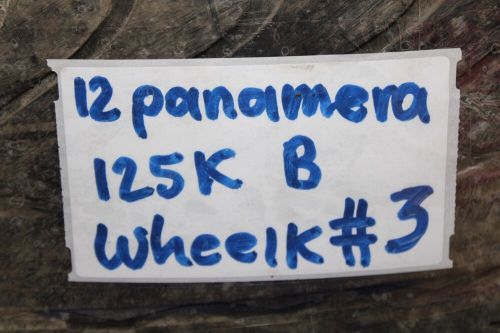 12 panamera
125K B
wheelk #3